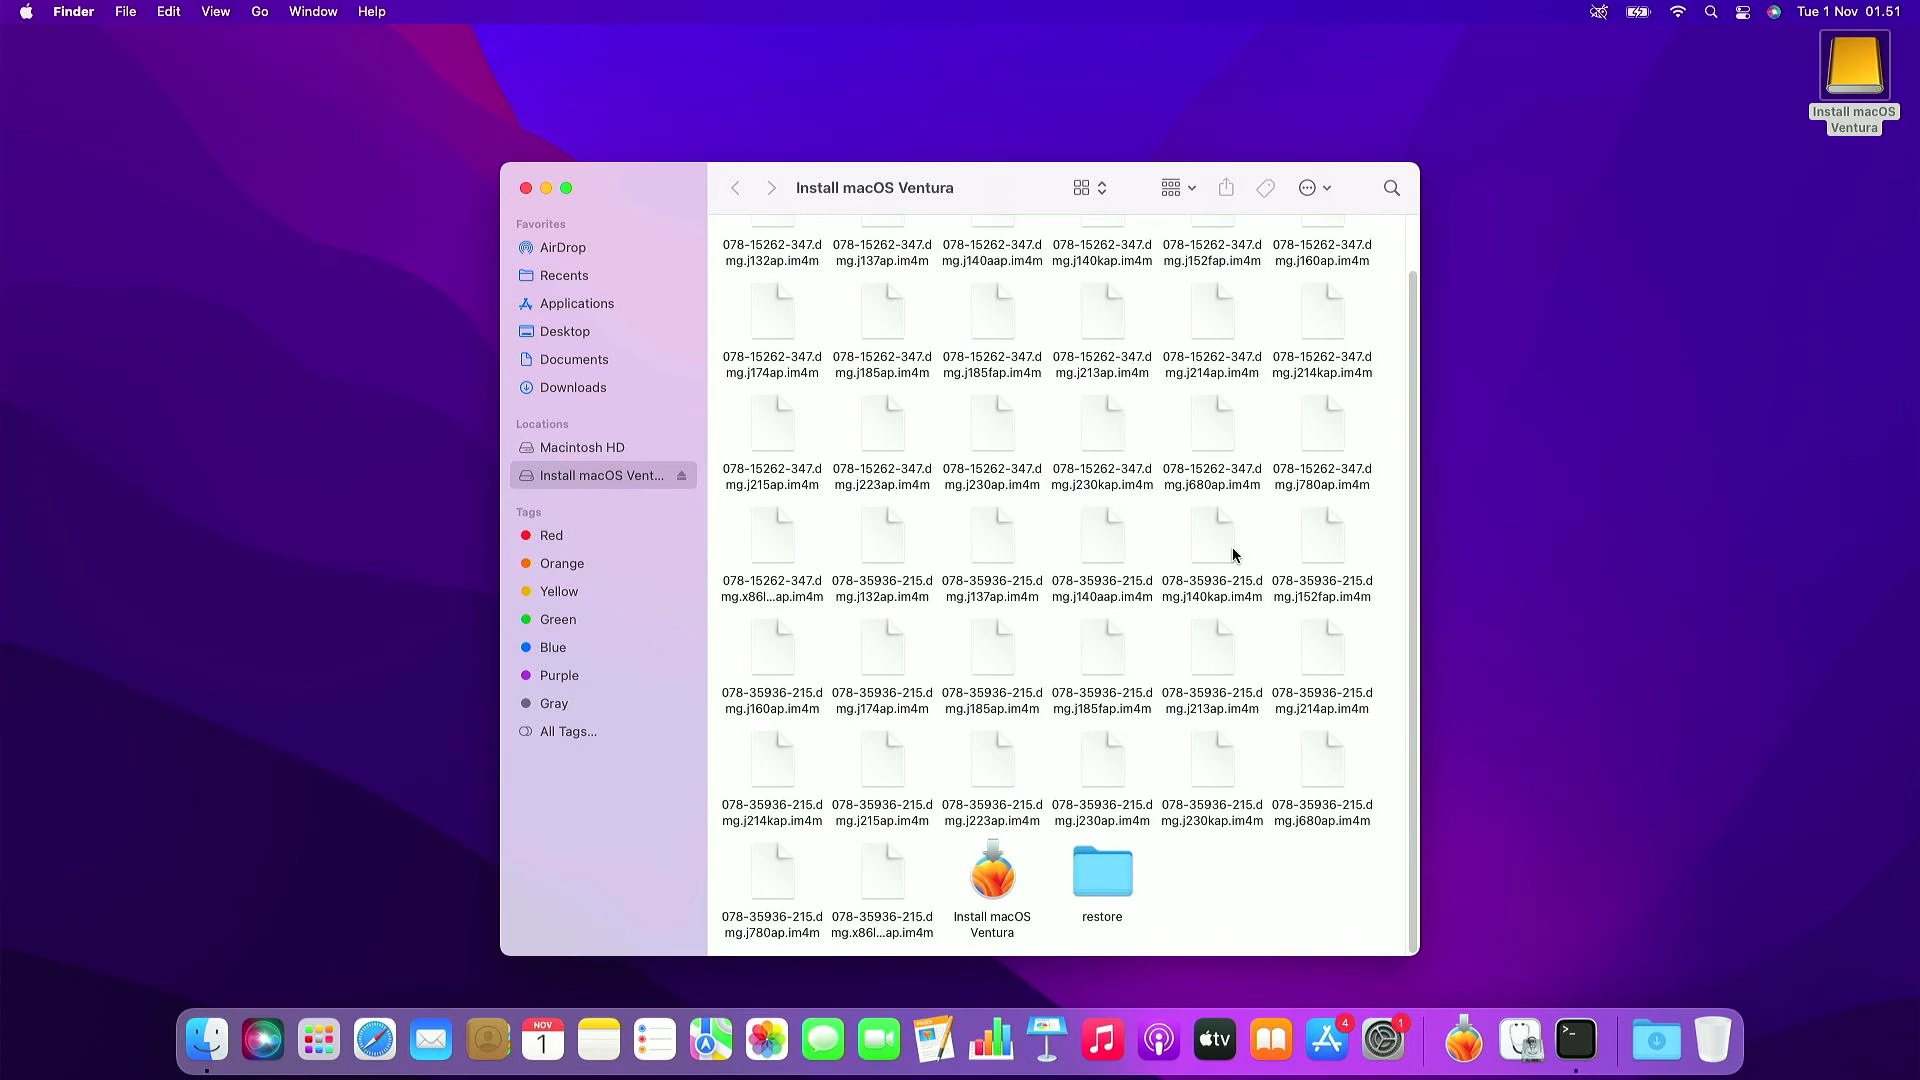 Finder File Edit View Go Window Help Tue 1 Nov 01.51
Install macOS
Ventura
Install macOS Ventura
Favorites
AirDrop
Recents
Applications
Desktop
Documents
Downloads
Locations
Macintosh HD
Install macOS Vent...
Tags
Red
Orange
Yellow
Green
Blue
Purple
Gray
All Tags...
078-15262-347.d 078-15262-347.d 078-15262-347.d 078-15262-347.d 078-15262-347.d 078-15262-347.d
mg.j132ap.im4m mg.j137ap.im4m mg.j140aap.im4m mg.j140kap.im4m mg.j152fap.im4m mg.j160ap.im4m
078-15262-347.d 078-15262-347.d 078-15262-347.d 078-15262-347.d 078-15262-347.d 078-15262-347.d
mg.j174ap.im4m mg.j185ap.im4m mg.j185fap.im4m mg.j213ap.im4m mg.j214ap.im4m mg.j214kap.im4m
078-15262-347.d 078-15262-347.d 078-15262-347.d 078-15262-347.d 078-15262-347.d 078-15262-347.d
mg.j215ap.im4m mg.j223ap.im4m mg.j230ap.im4m mg.j230kap.im4m mg.j680ap.im4m mg.j780ap.im4m
078-15262-347.d 078-35936-215.d 078-35936-215.d 078-35936-215.d 078-35936-215.d 078-35936-215.d
mg.x86l...ap.im4m mg.j132ap.im4m mg.j137ap.im4m mg.j140aap.im4m mg.j140kap.im4m mg.j152fap.im4m
078-35936-215.d 078-35936-215.d 078-35936-215.d 078-35936-215.d 078-35936-215.d 078-35936-215.d
mg.j160ap.im4m mg.j174ap.im4m mg.j185ap.im4m mg.j185fap.im4m mg.j213ap.im4m mg.j214ap.im4m
078-35936-215.d 078-35936-215.d 078-35936-215.d 078-35936-215.d 078-35936-215.d 078-35936-215.d
mg.j214kap.im4m mg.j215ap.im4m mg.j223ap.im4m mg.j230ap.im4m mg.j230kap.im4m mg.j680ap.im4m
078-35936-215.d 078-35936-215.d Install macOS restore
mg.j780ap.im4m mg.x86l...ap.im4m Ventura
NOV
1
tv
4
1